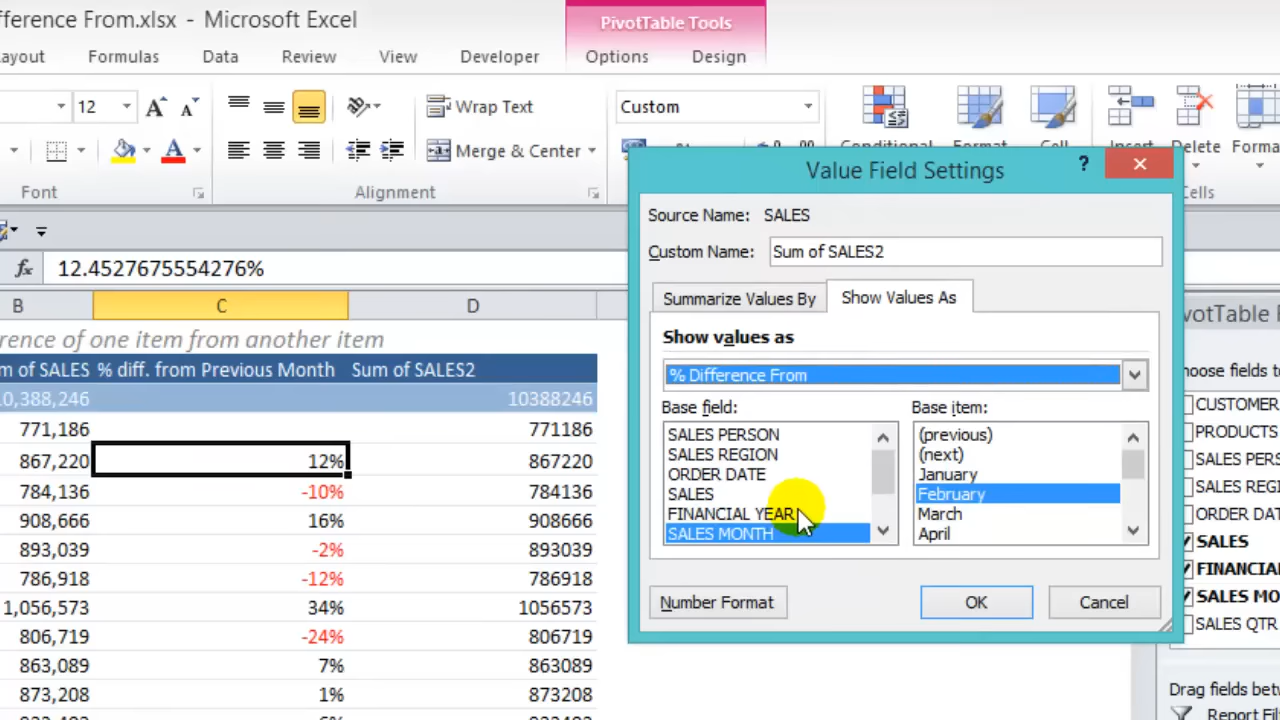 fference From.xlsx - Microsoft Excel
PivotTable Tools
ayout Formulas Data Review View Developer Options Design
12 Wrap Text Custom
Merge & Center
Conditional Format Cell Insert Delete Forma
Font Alignment Cells
fx 12.4527675554276%
B C D
rence of one item from another item
m of SALES % diff. from Previous Month Sum of SALES2
0,388,246 10388246
771,186 771186
867,220 12% 867220
784,136 -10% 784136
908,666 16% 908666
893,039 -2% 893039
786,918 -12% 786918
1,056,573 34% 1056573
806,719 -24% 806719
863,089 7% 863089
873,208 1% 873208
Value Field Settings
?
Source Name: SALES
Custom Name: Sum of SALES2
Summarize Values By Show Values As
Show values as
% Difference From
Base field: Base item:
SALES PERSON (previous)
SALES REGION (next)
ORDER DATE January
SALES February
FINANCIAL YEAR March
SALES MONTH April
Number Format OK Cancel
votTable F
hoose fields to
CUSTOMER
PRODUCTS
SALES PERS
SALES REGI
ORDER DAT
SALES
FINANCIAL
SALES MO
SALES QTR
Drag fields betw
Report Filt